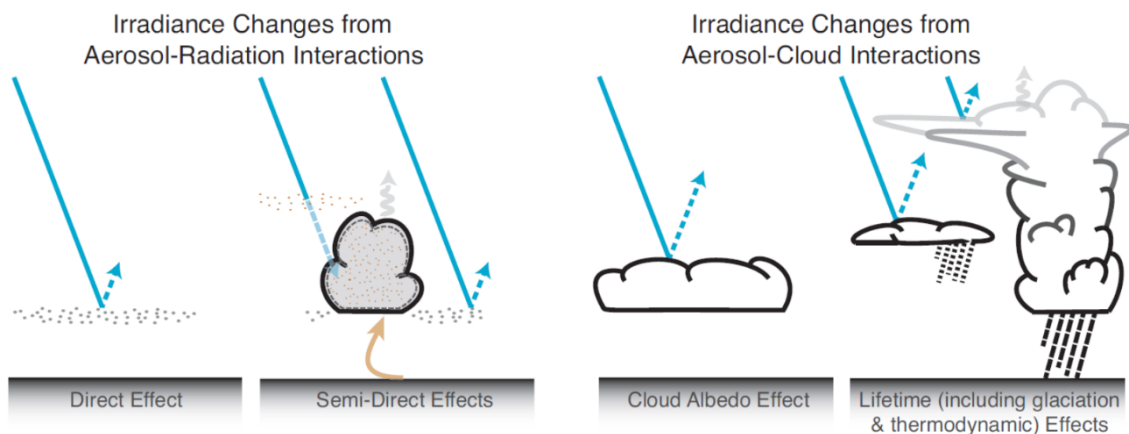 Irradiance Changes from
Aerosol-Radiation Interactions
Irradiance Changes from
Aerosol-Cloud Interactions
Direct Effect
Semi-Direct Effects
Cloud Albedo Effect
Lifetime (including glaciation
& thermodynamic) Effects